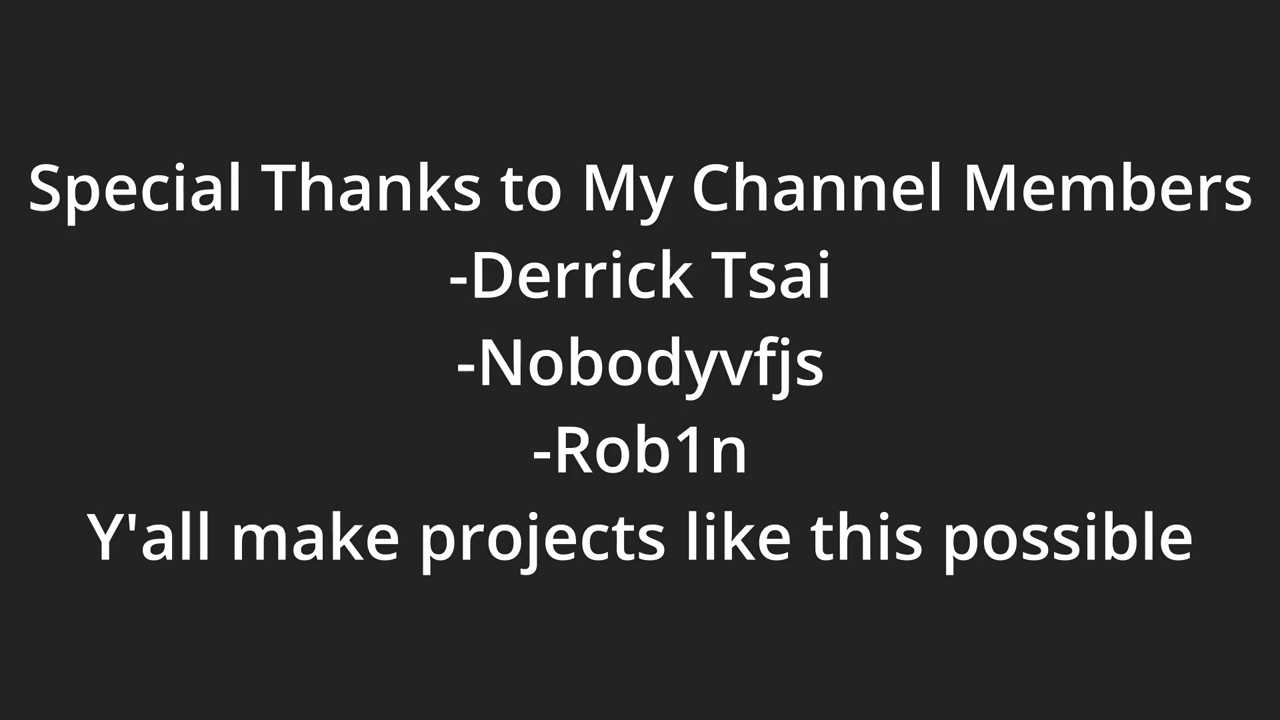 Special Thanks to My Channel Members
-Derrick Tsai
-Nobodyvfjs
-Rob1n
Y'all make projects like this possible